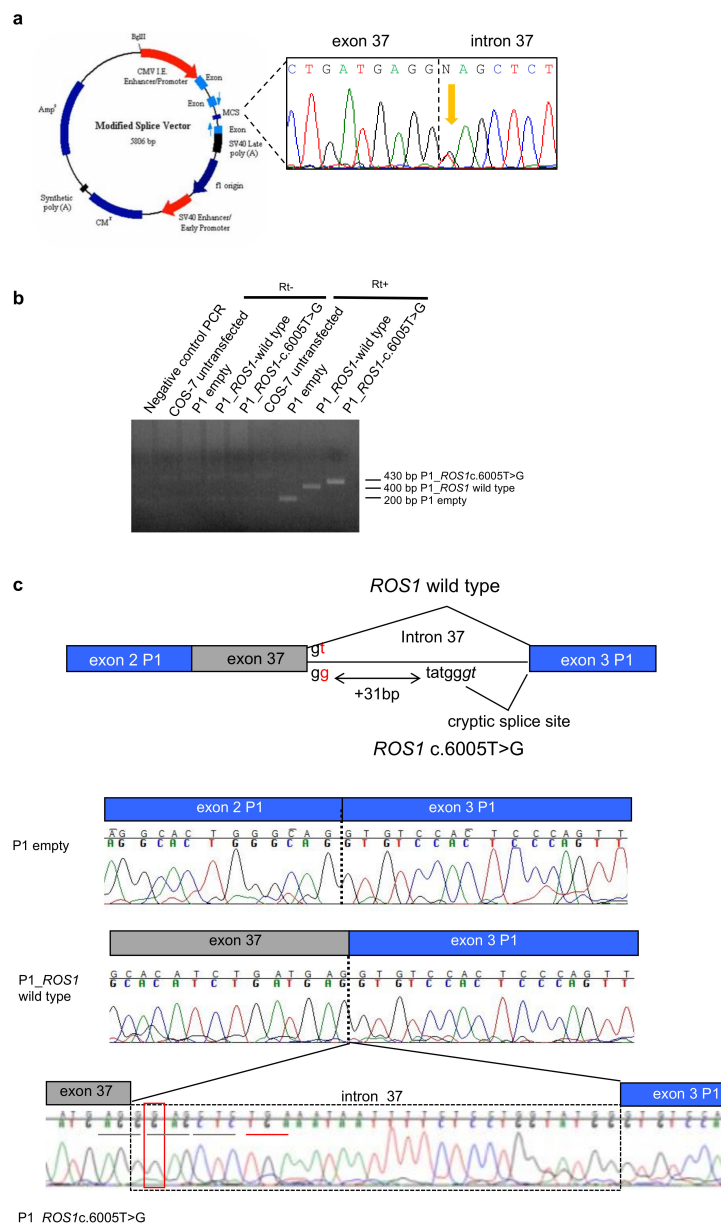 a
BglII
CMV I.E.
Enhancer/Promoter
Exon
Exon
MCS
Exon
SV40 Late
poly (A)
f1 origin
SV40 Enhancer/
Early Promoter
CMʳ
Synthetic
poly (A)
Ampʳ
Modified Splice Vector
5806 bp
exon 37 intron 37
C T G A T G A G G N A G C T C T
b
Rt- Rt+
Negative control PCR
COS-7 untransfected
P1 empty
P1_ROS1-wild type
P1_ROS1-c.6005T>G
COS-7 untransfected
P1 empty
P1_ROS1-wild type
P1_ROS1-c.6005T>G
430 bp P1_ROS1c.6005T>G
400 bp P1_ROS1 wild type
200 bp P1 empty
c
ROS1 wild type
exon 2 P1 exon 37 gt Intron 37 exon 3 P1
gg tatgggt
+31bp
cryptic splice site
ROS1 c.6005T>G
exon 2 P1 exon 3 P1
P1 empty
A G G C A C T G G G C A G G T G T C C A C T C C C A G T T
A G G C A C T G G G C A G G T G T C C A C T C C C A G T T
exon 37 exon 3 P1
P1_ROS1
wild type
G C A C A T C T G A T G A G G T G T C C A C T C C C A G T T
G C A C A T C T G A T G A G G T G T C C A C T C C C A G T T
exon 37 intron 37 exon 3 P1
A T G A G G G A G C T C T G A A A T A A T T T T C T C C T G G T A T G G G T G T C C A
P1_ROS1c.6005T>G